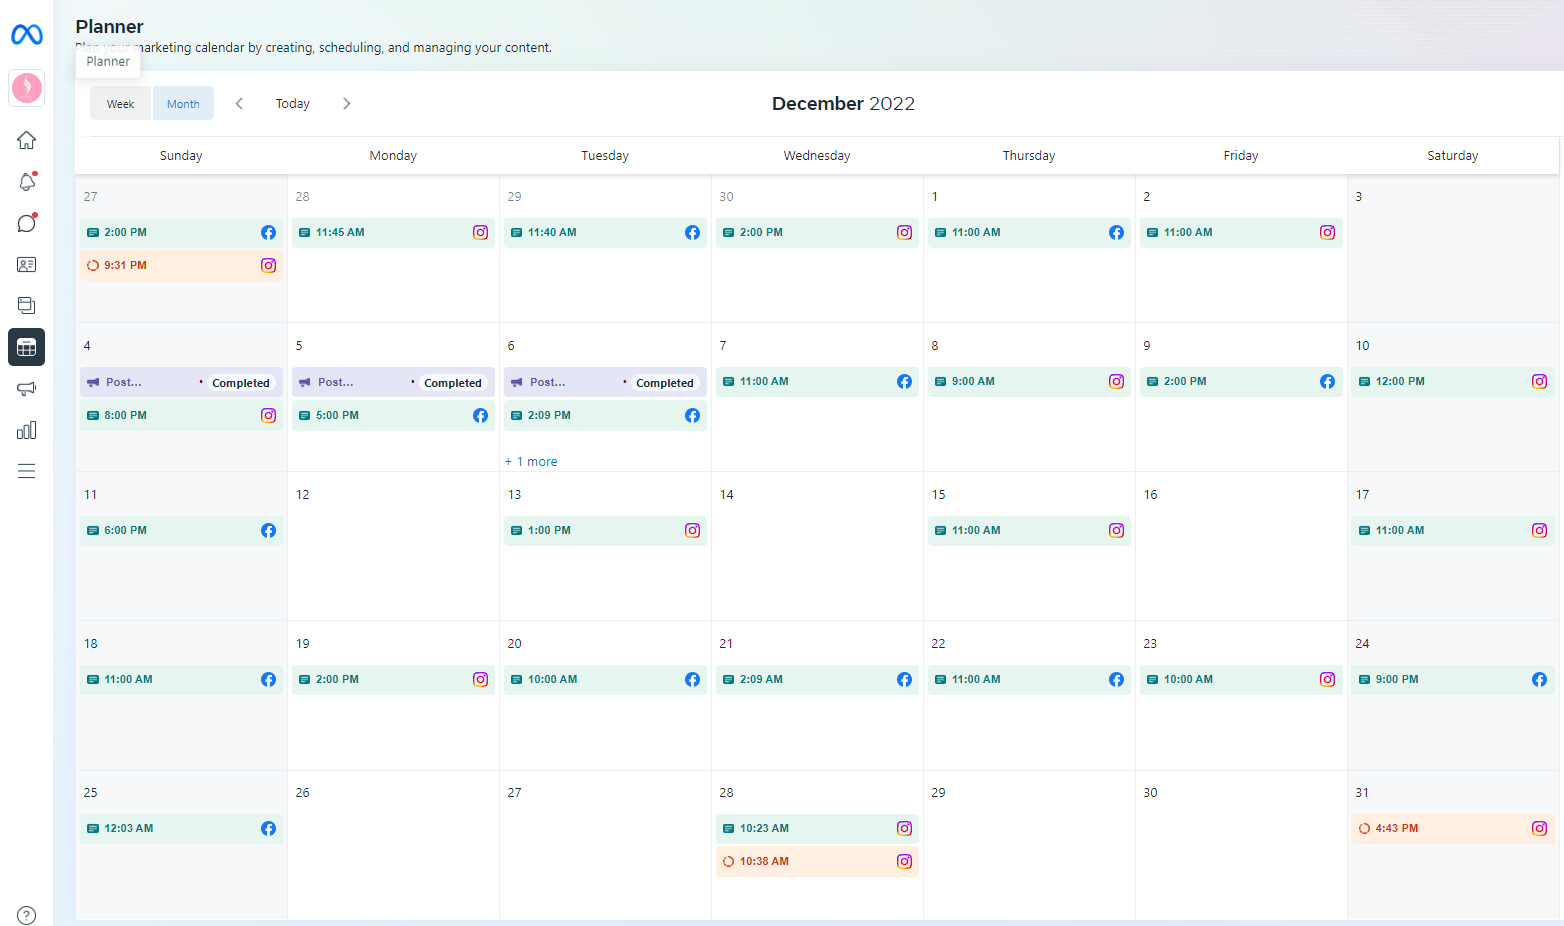 Planner
Plan your marketing calendar by creating, scheduling, and managing your content.
Planner
Week Month Today December 2022
Sunday Monday Tuesday Wednesday Thursday Friday Saturday
27 28 29 30 1 2 3
2:00 PM 11:45 AM 11:40 AM 2:00 PM 11:00 AM 11:00 AM
9:31 PM
4 5 6 7 8 9 10
Post... • Completed Post... • Completed Post... • Completed 11:00 AM 9:00 AM 2:00 PM 12:00 PM
8:00 PM 5:00 PM 2:09 PM
+ 1 more
11 12 13 14 15 16 17
6:00 PM 1:00 PM 11:00 AM 11:00 AM
18 19 20 21 22 23 24
11:00 AM 2:00 PM 10:00 AM 2:09 AM 11:00 AM 10:00 AM 9:00 PM
25 26 27 28 29 30 31
12:03 AM 10:23 AM 4:43 PM
10:38 AM
?